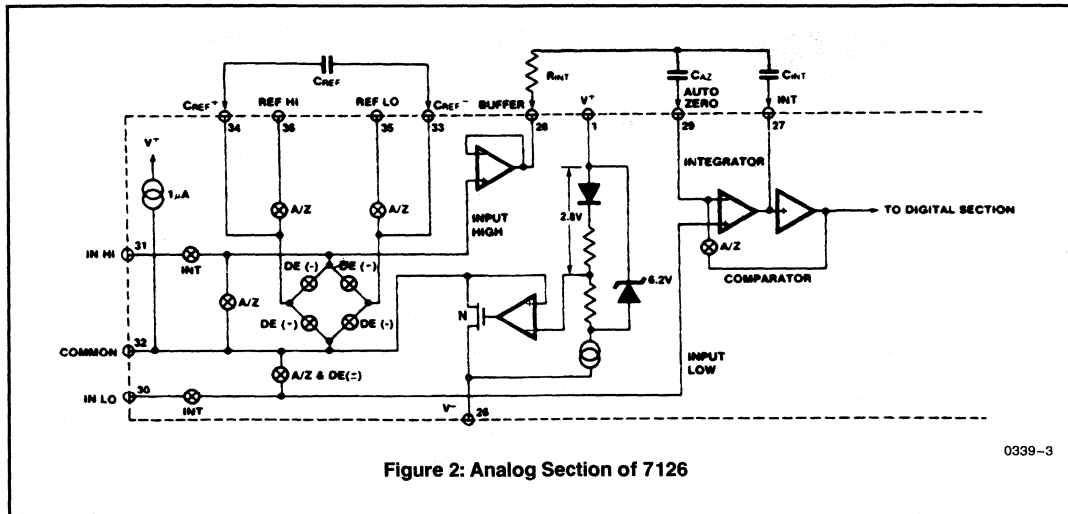 CREF
RINT
CAZ
CINT
CREF+
REF HI
REF LO
CREF-
BUFFER
V+
AUTO
ZERO
INT
34
36
35
33
28
1
29
27
V+
1μA
A/Z
A/Z
INTEGRATOR
2.8V
TO DIGITAL SECTION
INPUT
HIGH
A/Z
IN HI
31
INT
DE (-)
DE (-)
6.2V
COMPARATOR
A/Z
N
DE (+)
DE (-)
COMMON
32
INPUT
LOW
A/Z & DE(±)
IN LO
30
INT
V-
26
0339-3
Figure 2: Analog Section of 7126